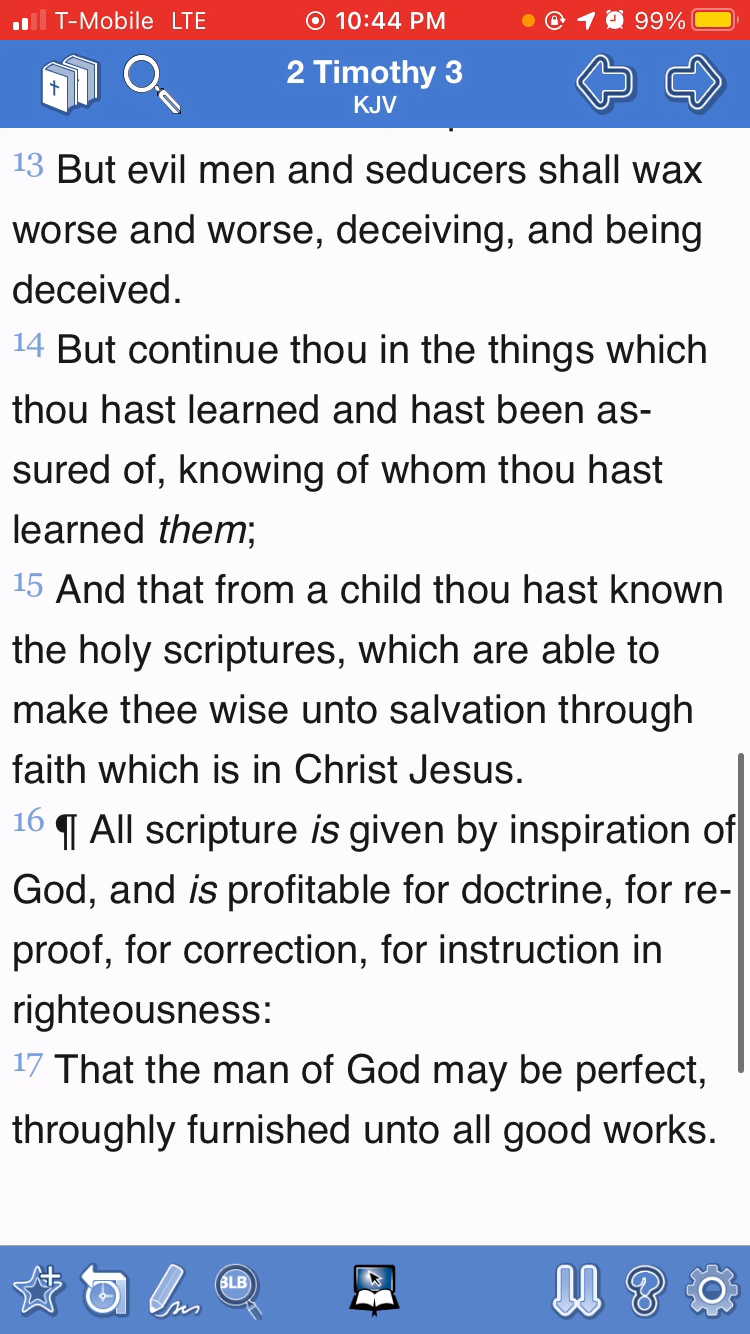 T-Mobile LTE 10:44 PM 99%
2 Timothy 3
KJV
13 But evil men and seducers shall wax
worse and worse, deceiving, and being
deceived.
14 But continue thou in the things which
thou hast learned and hast been as-
sured of, knowing of whom thou hast
learned them;
15 And that from a child thou hast known
the holy scriptures, which are able to
make thee wise unto salvation through
faith which is in Christ Jesus.
16 ¶ All scripture is given by inspiration of
God, and is profitable for doctrine, for re-
proof, for correction, for instruction in
righteousness:
17 That the man of God may be perfect,
throughly furnished unto all good works.
BLB